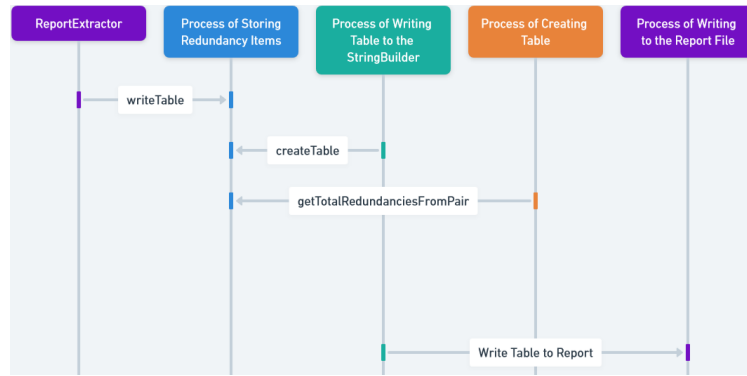 ReportExtractor
Process of Storing
Redundancy Items
Process of Writing
Table to the
StringBuilder
Process of Creating
Table
Process of Writing
to the Report File
writeTable
createTable
getTotalRedundanciesFromPair
Write Table to Report